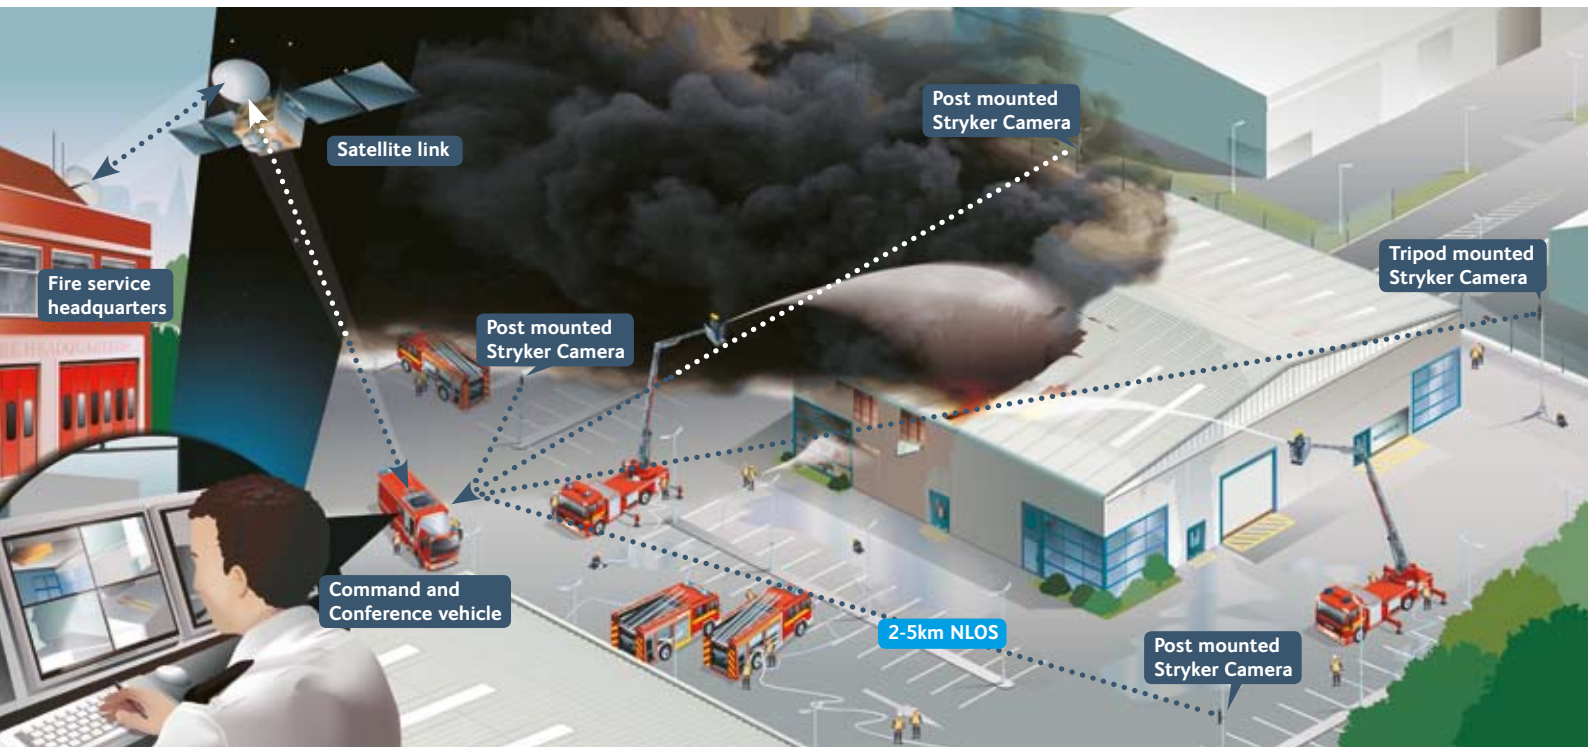 Post mounted
Stryker Camera
Satellite link
Tripod mounted
Stryker Camera
Fire service
headquarters
Post mounted
Stryker Camera
HEADQUARTERS
Command and
Conference vehicle
2-5km NLOS
Post mounted
Stryker Camera